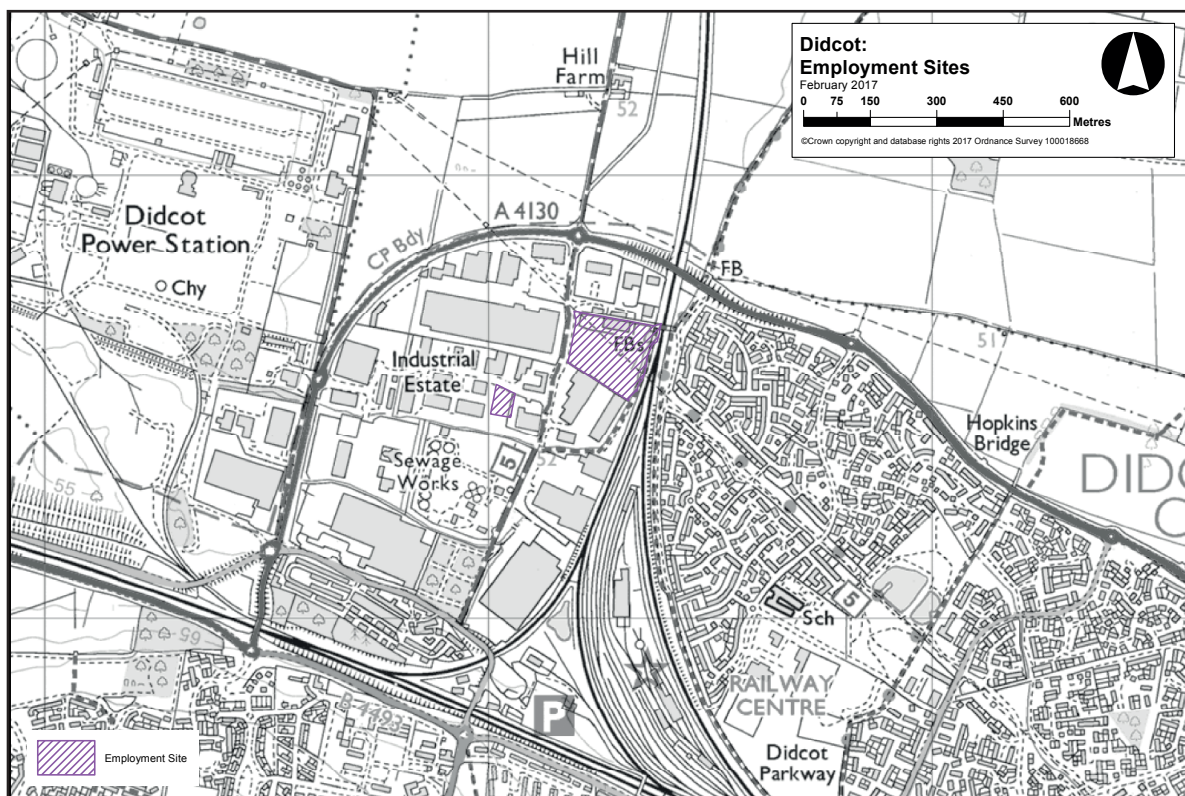 Didcot:
Employment Sites
February 2017
0 75 150 300 450 600
Metres
©Crown copyright and database rights 2017 Ordnance Survey 100018668
Hill
Farm
52
A 4130
CP Bdy
Didcot
Power Station
Chy
FB
FBs
51
Industrial
Estate
Hopkins
Bridge
Sewage
Works
5
52
55
DIDC
C
5
Sch
65
RAILWAY
CENTRE
B 4493
P
Didcot
Parkway
Employment Site